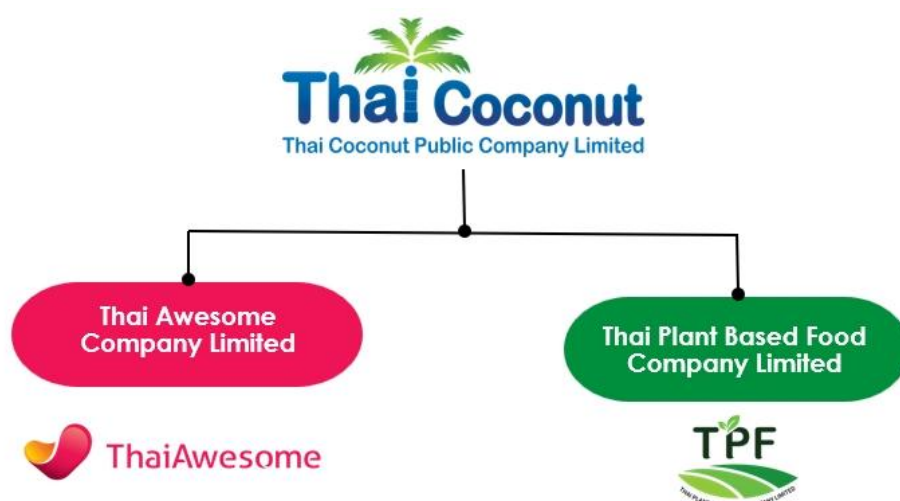 Thai Coconut
Thai Coconut Public Company Limited
Thai Awesome
Company Limited
Thai Plant Based Food
Company Limited
ThaiAwesome
TPF
LIMITED